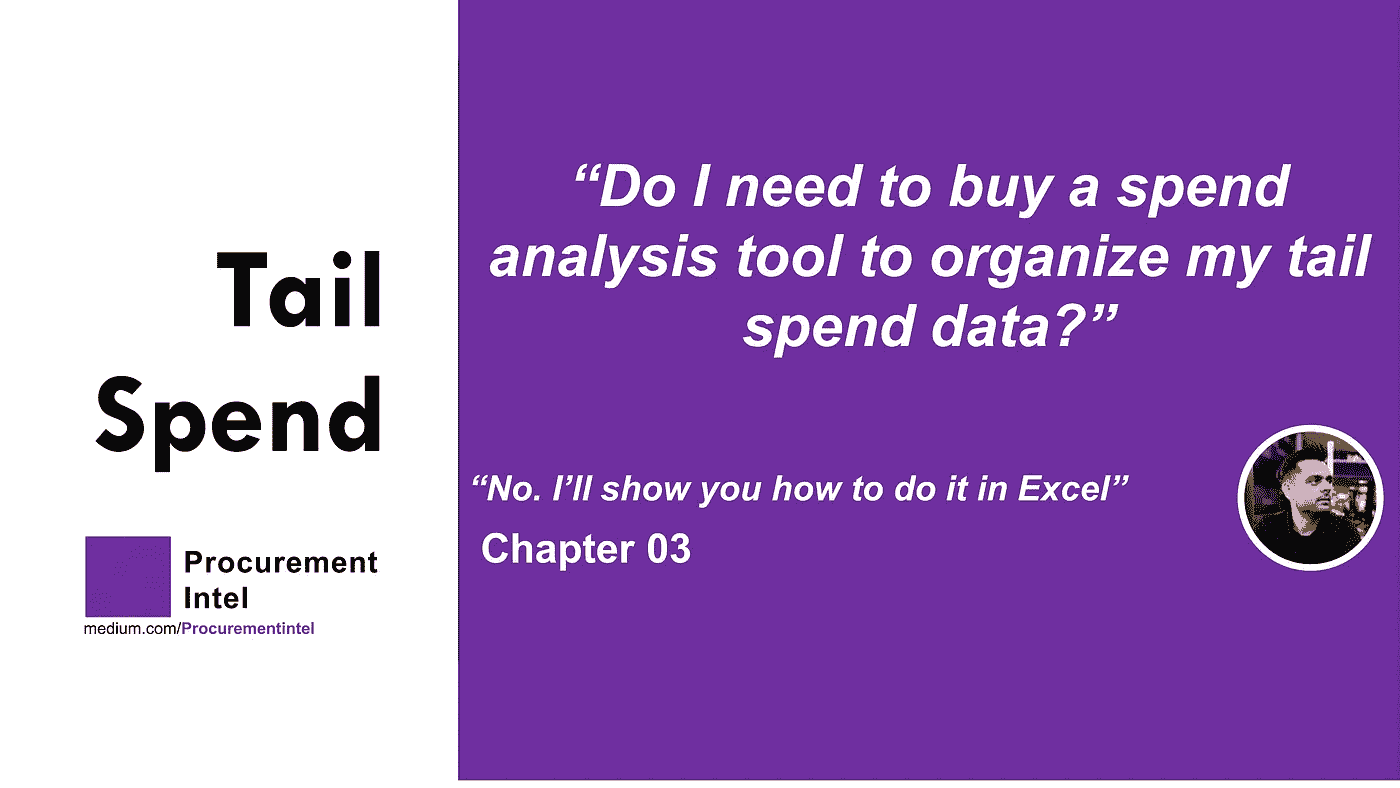 Tail
Spend
Procurement
Intel
medium.com/Procurementintel
“Do I need to buy a spend
analysis tool to organize my tail
spend data?”
“No. I’ll show you how to do it in Excel”
Chapter 03